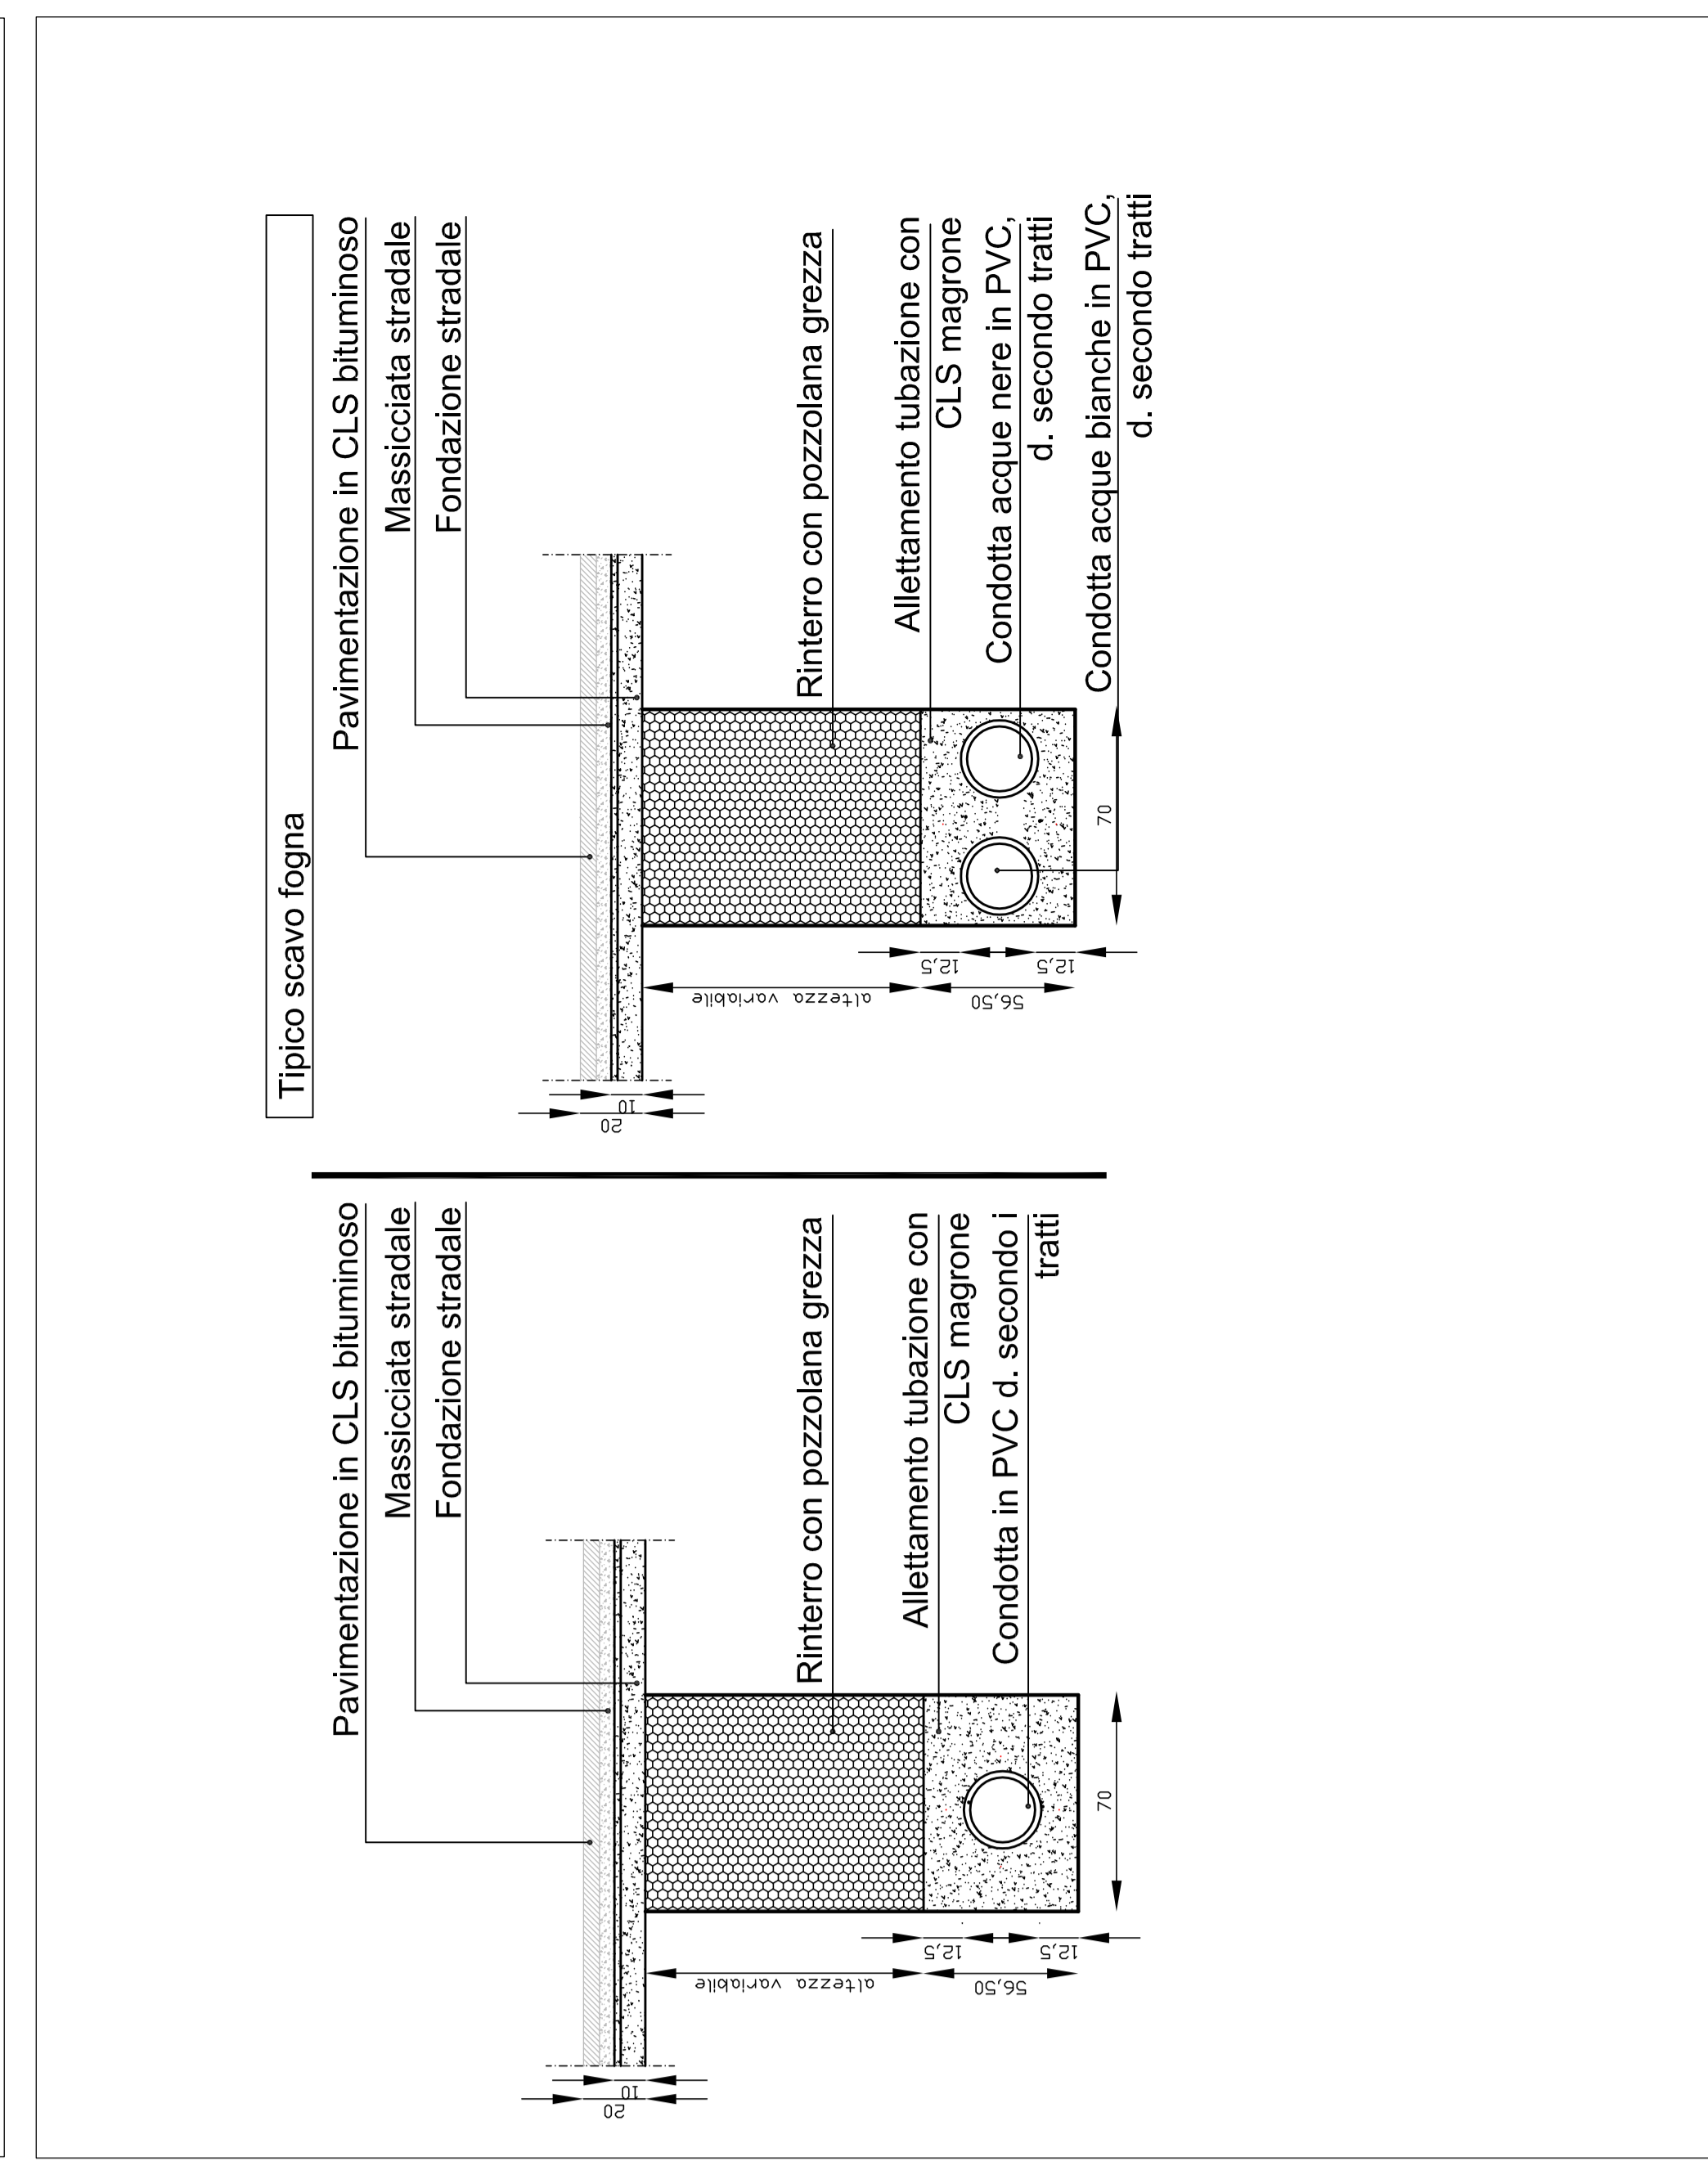 Tipico scavo fogna
Pavimentazione in CLS bituminoso
Massicciata stradale
Fondazione stradale
Rinterro con pozzolana grezza
Allettamento tubazione con
CLS magrone
Condotta in PVC d. secondo i
tratti
20
10
altezza variabile
12,5
12,5
56,50
70
Pavimentazione in CLS bituminoso
Massicciata stradale
Fondazione stradale
Rinterro con pozzolana grezza
Allettamento tubazione con
CLS magrone
Condotta acque nere in PVC,
d. secondo tratti
Condotta acque bianche in PVC,
d. secondo tratti
20
10
altezza variabile
12,5
12,5
56,50
70